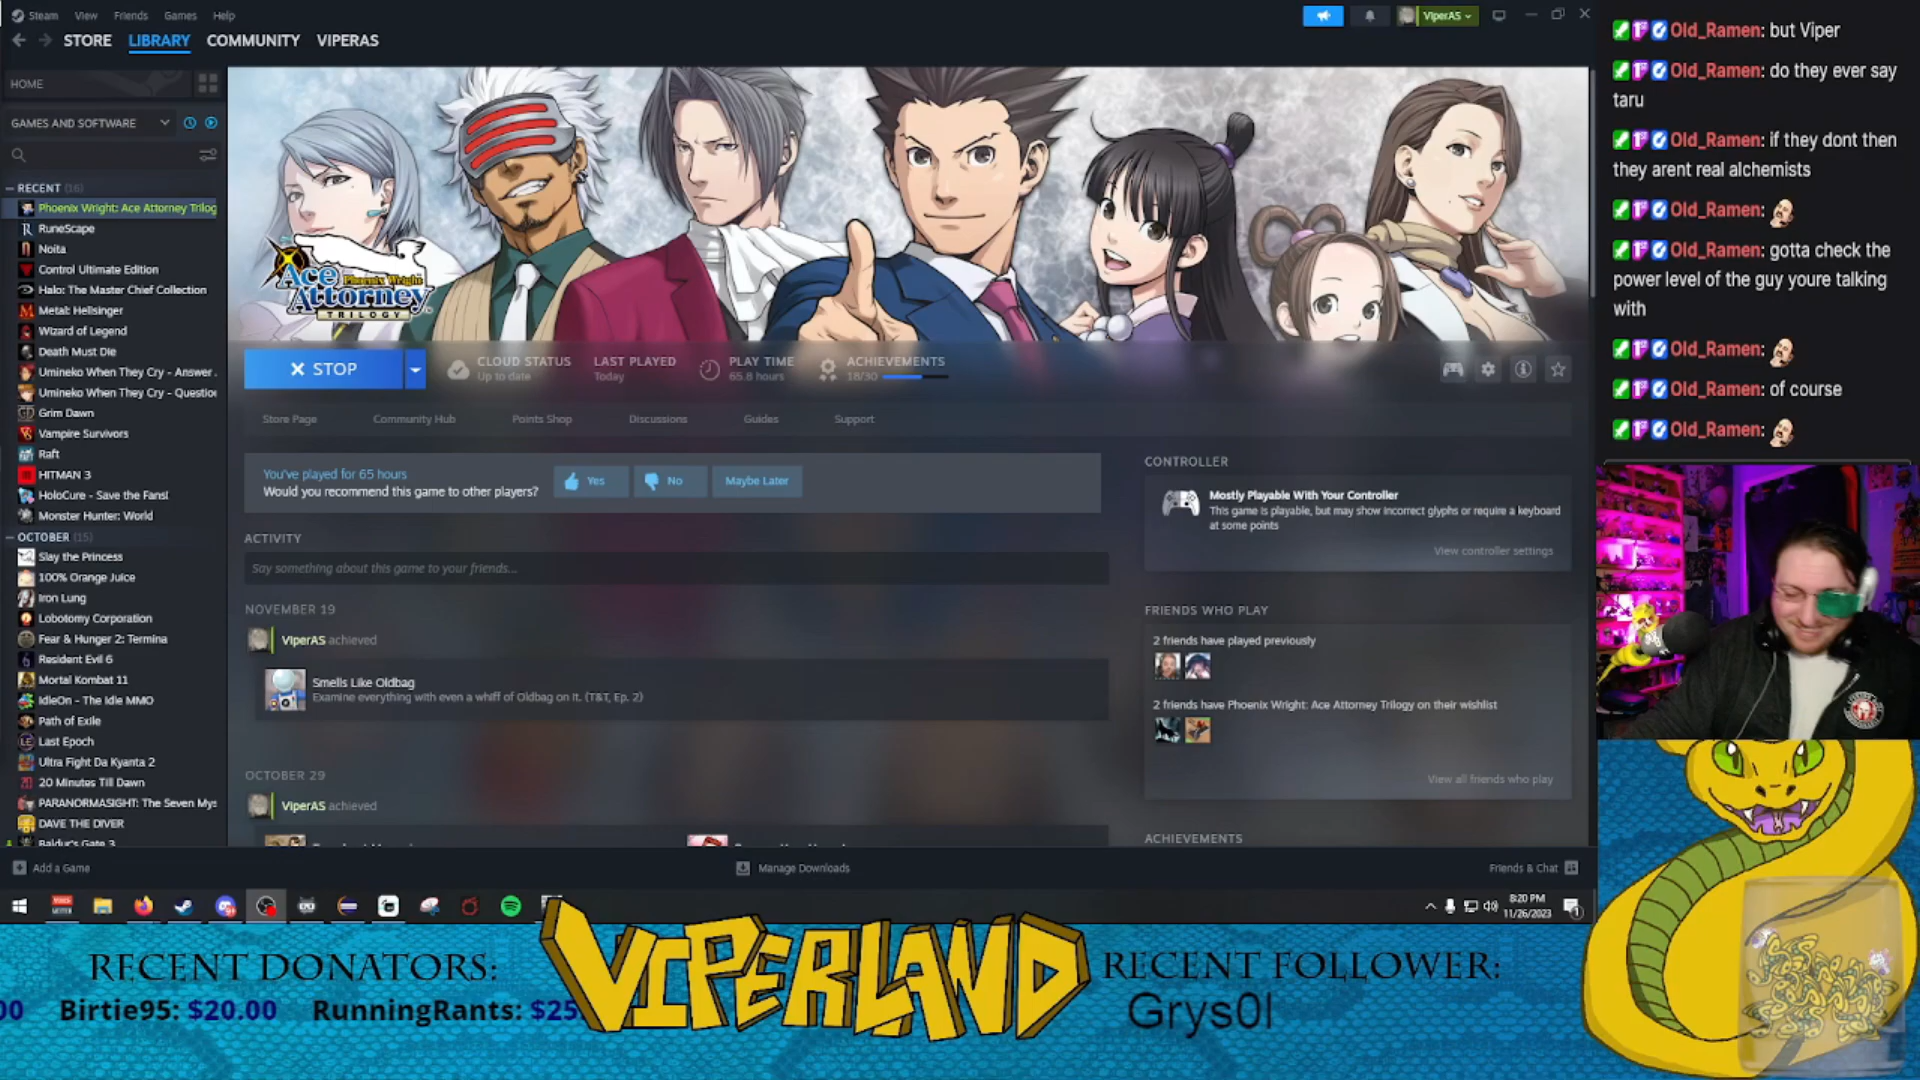 Steam View Friends Games Help
ViperAS
STORE LIBRARY COMMUNITY VIPERAS
HOME
GAMES AND SOFTWARE
RECENT (16)
Phoenix Wright: Ace Attorney Trilog
RuneScape
Noita
Control Ultimate Edition
Halo: The Master Chief Collection
Metal: Hellsinger
Wizard of Legend
Death Must Die
Umineko When They Cry - Answer .
Umineko When They Cry - Question
Grim Dawn
Vampire Survivors
Raft
HITMAN 3
HoloCure - Save the Fans!
Monster Hunter: World
OCTOBER (15)
Slay the Princess
100% Orange Juice
Iron Lung
Lobotomy Corporation
Fear & Hunger 2: Termina
Resident Evil 6
Mortal Kombat 11
IdleOn - The Idle MMO
Path of Exile
Last Epoch
Ultra Fight Da Kyanta 2
20 Minutes Till Dawn
PARANORMASIGHT: The Seven Mys
DAVE THE DIVER
Baldur's Gate 3
Add a Game
Phoenix Wright
Ace
Attorney
TRILOGY
STOP
CLOUD STATUS
Up to date
LAST PLAYED
Today
PLAY TIME
65.8 hours
ACHIEVEMENTS
18/30
Store Page Community Hub Points Shop Discussions Guides Support
You've played for 65 hours
Would you recommend this game to other players?
Yes No Maybe Later
ACTIVITY
Say something about this game to your friends...
NOVEMBER 19
ViperAS achieved
Smells Like Oldbag
Examine everything with even a whiff of Oldbag on it. (T&T, Ep. 2)
OCTOBER 29
ViperAS achieved
CONTROLLER
Mostly Playable With Your Controller
This game is playable, but may show incorrect glyphs or require a keyboard
at some points
View controller settings
FRIENDS WHO PLAY
2 friends have played previously
2 friends have Phoenix Wright: Ace Attorney Trilogy on their wishlist
View all friends who play
ACHIEVEMENTS
Manage Downloads
Friends & Chat
8:20 PM
11/26/2023
Old_Ramen: but Viper
Old_Ramen: do they ever say
taru
Old_Ramen: if they dont then
they arent real alchemists
Old_Ramen:
Old_Ramen: gotta check the
power level of the guy youre talking
with
Old_Ramen:
Old_Ramen: of course
Old_Ramen:
RECENT DONATORS:
00 Birtie95: $20.00 RunningRants: $25
VIPERLAND
RECENT FOLLOWER:
Grys0l